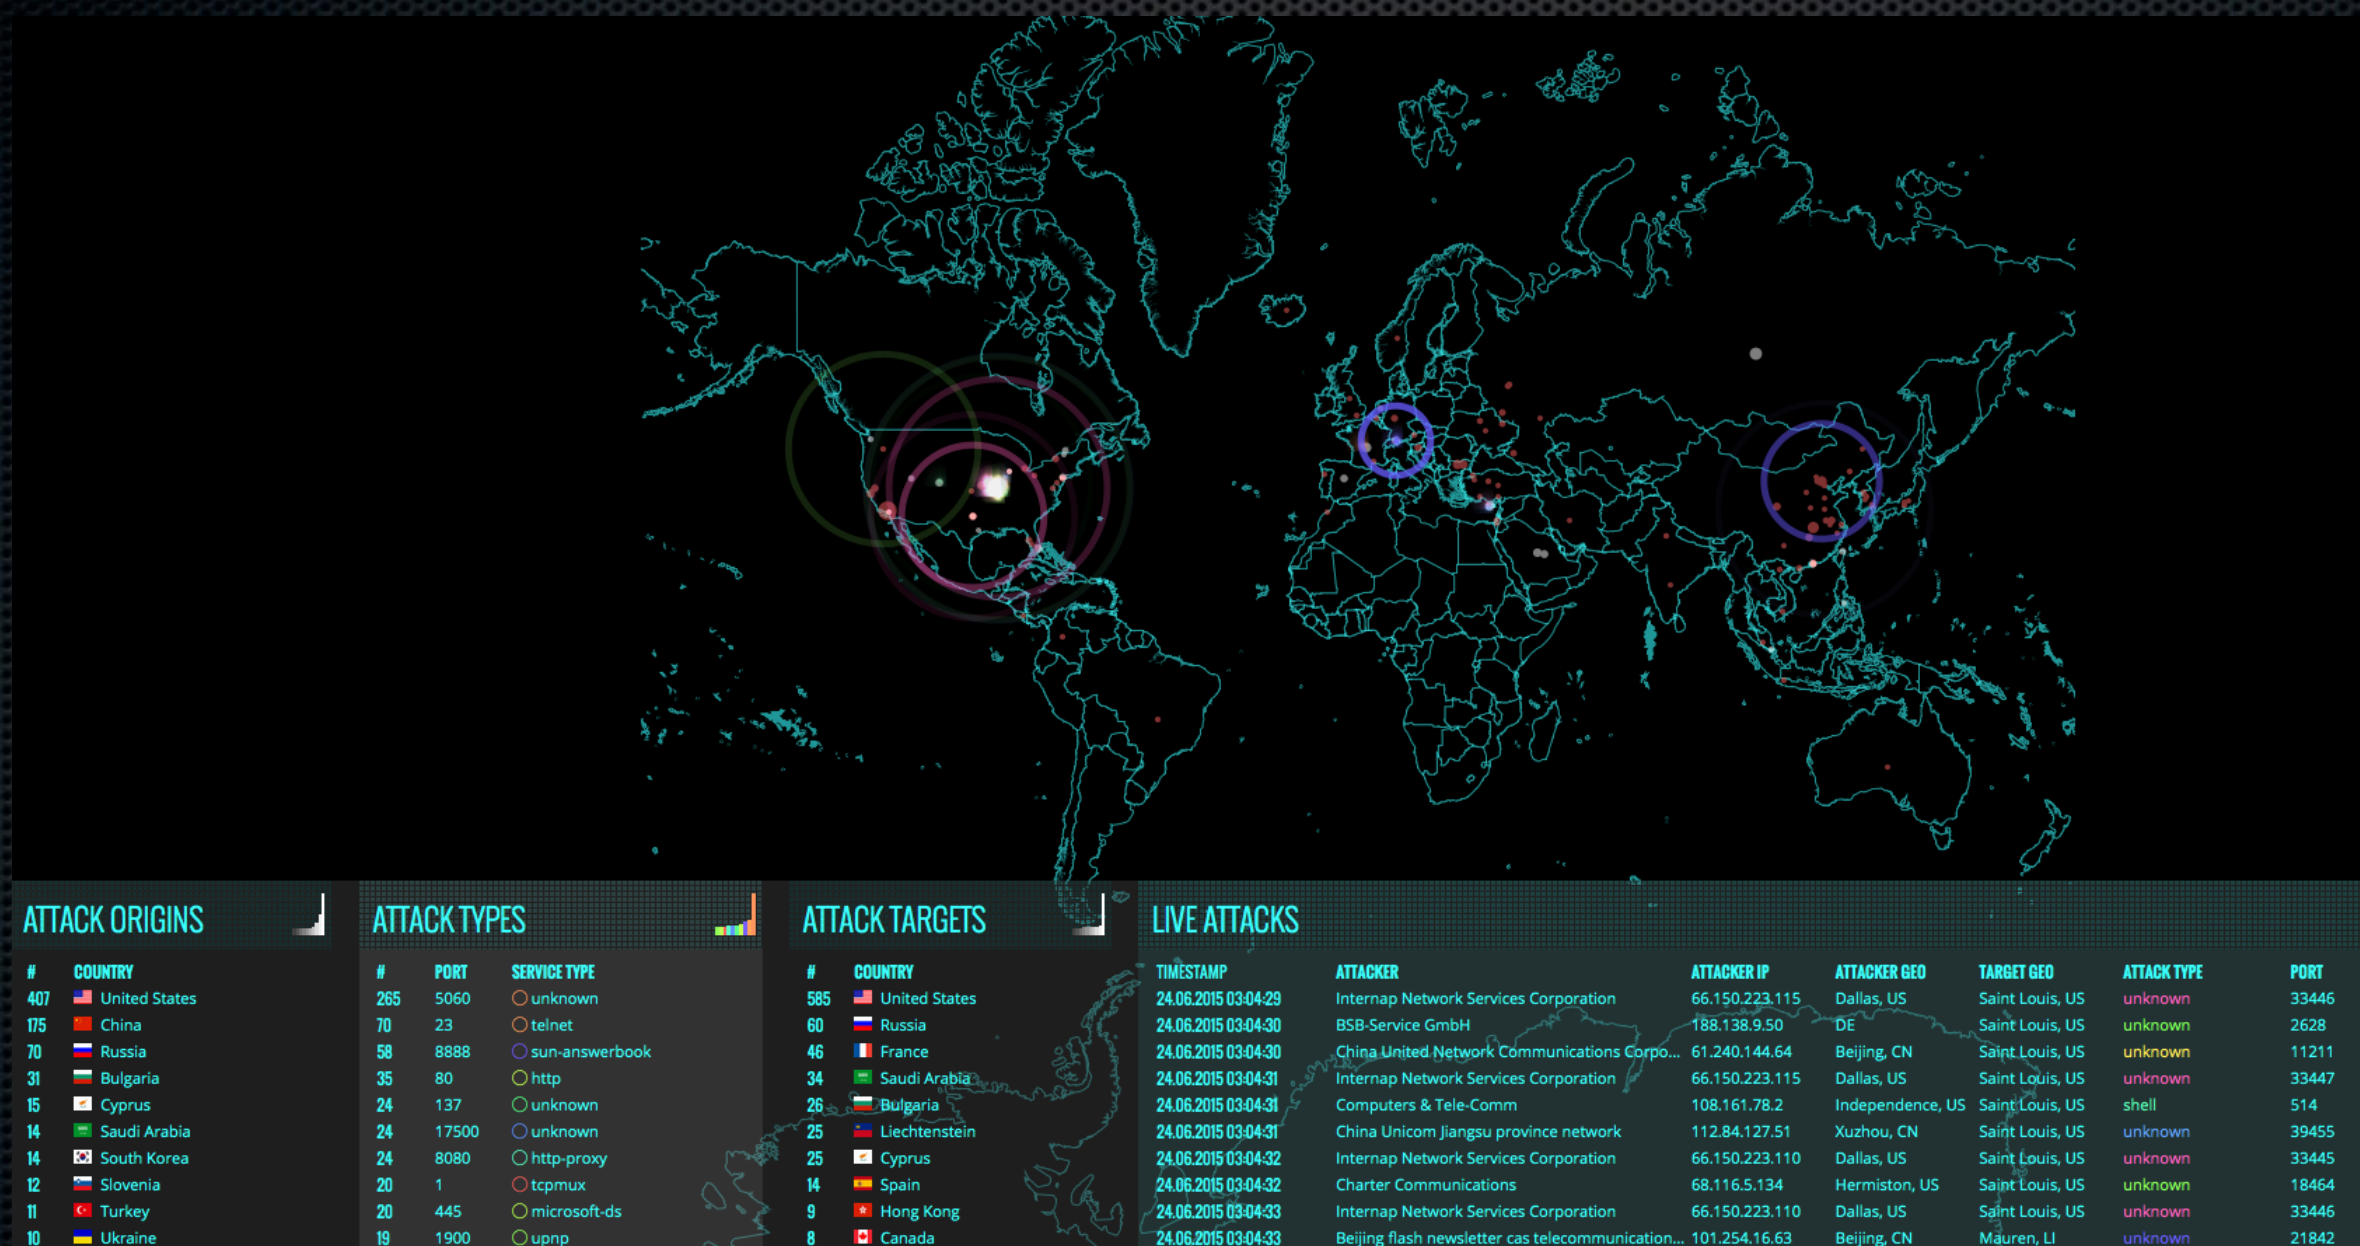 ATTACK ORIGINS
# COUNTRY
407 United States
175 China
70 Russia
31 Bulgaria
15 Cyprus
14 Saudi Arabia
14 South Korea
12 Slovenia
11 Turkey
10 Ukraine
ATTACK TYPES
# PORT SERVICE TYPE
265 5060 unknown
70 23 telnet
58 8888 sun-answerbook
35 80 http
24 137 unknown
24 17500 unknown
24 8080 http-proxy
20 1 tcpmux
20 445 microsoft-ds
19 1900 upnp
ATTACK TARGETS
# COUNTRY
585 United States
60 Russia
46 France
34 Saudi Arabia
26 Bulgaria
25 Liechtenstein
25 Cyprus
14 Spain
9 Hong Kong
8 Canada
LIVE ATTACKS
TIMESTAMP ATTACKER ATTACKER IP ATTACKER GEO TARGET GEO ATTACK TYPE PORT
24.06.2015 03:04:29 Internap Network Services Corporation 66.150.223.115 Dallas, US Saint Louis, US unknown 33446
24.06.2015 03:04:30 BSB-Service GmbH 188.138.9.50 DE Saint Louis, US unknown 2628
24.06.2015 03:04:30 China United Network Communications Corpo... 61.240.144.64 Beijing, CN Saint Louis, US unknown 11211
24.06.2015 03:04:31 Internap Network Services Corporation 66.150.223.115 Dallas, US Saint Louis, US unknown 33447
24.06.2015 03:04:31 Computers & Tele-Comm 108.161.78.2 Independence, US Saint Louis, US shell 514
24.06.2015 03:04:31 China Unicom Jiangsu province network 112.84.127.51 Xuzhou, CN Saint Louis, US unknown 39455
24.06.2015 03:04:32 Internap Network Services Corporation 66.150.223.110 Dallas, US Saint Louis, US unknown 33445
24.06.2015 03:04:32 Charter Communications 68.116.5.134 Hermiston, US Saint Louis, US unknown 18464
24.06.2015 03:04:33 Internap Network Services Corporation 66.150.223.110 Dallas, US Saint Louis, US unknown 33446
24.06.2015 03:04:33 Beijing flash newsletter cas telecommunication... 101.254.16.63 Beijing, CN Mauren, LI unknown 21842